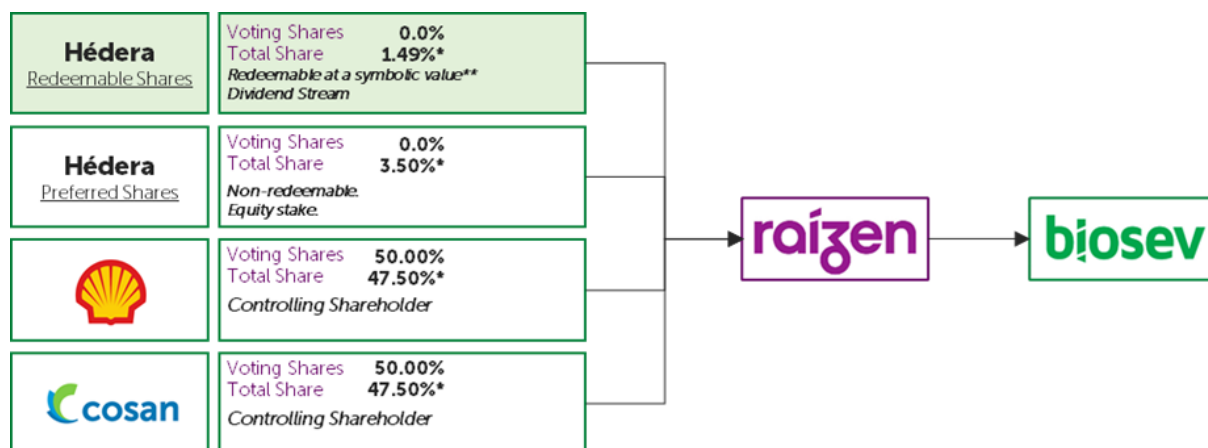 Hédera
Redeemable Shares
Voting Shares 0.0%
Total Share 1.49%*
Redeemable at a symbolic value**
Dividend Stream
Hédera
Preferred Shares
Voting Shares 0.0%
Total Share 3.50%*
Non-redeemable.
Equity stake.
Voting Shares 50.00%
Total Share 47.50%*
Controlling Shareholder
cosan
Voting Shares 50.00%
Total Share 47.50%*
Controlling Shareholder
raízen
biosev